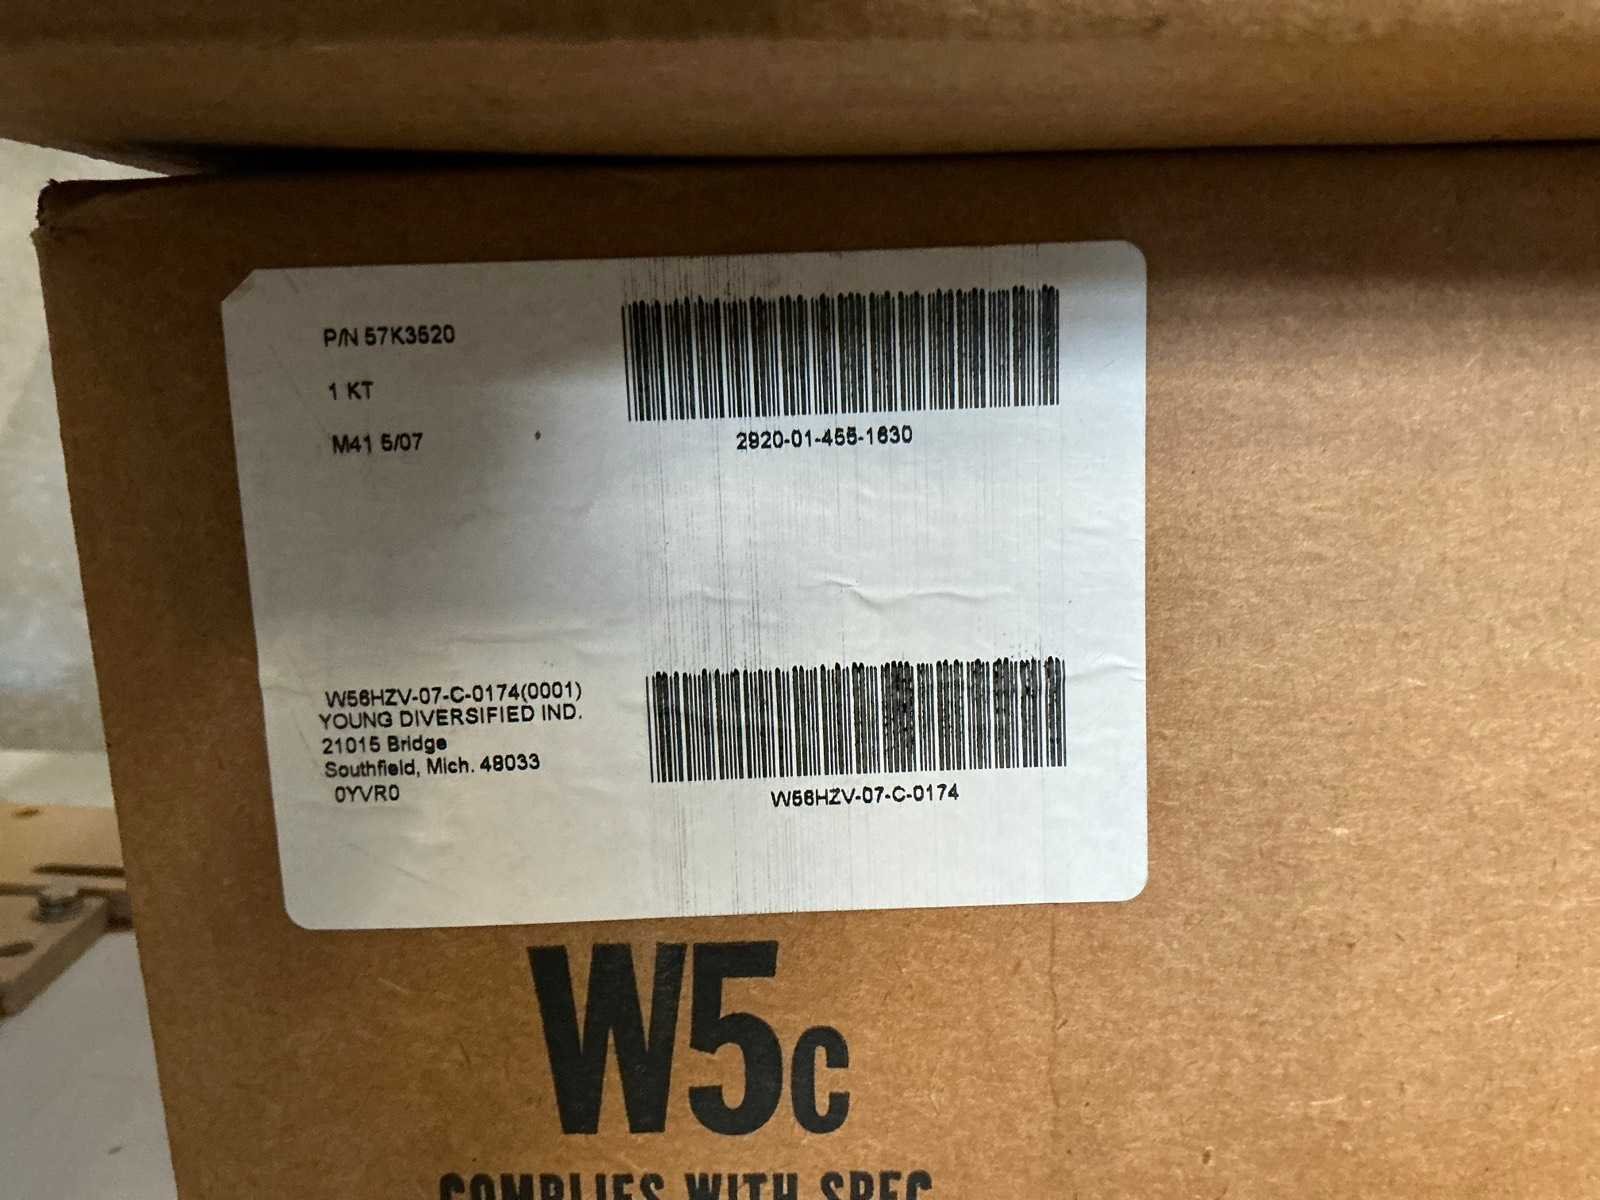 P/N 57K3520
1 KT
M41 5/07
2920-01-455-1630
W56HZV-07-C-0174(0001)
YOUNG DIVERSIFIED IND.
21015 Bridge
Southfield, Mich. 48033
0YVR0
W56HZV-07-C-0174
W5c
COMPLIES WITH SPEC